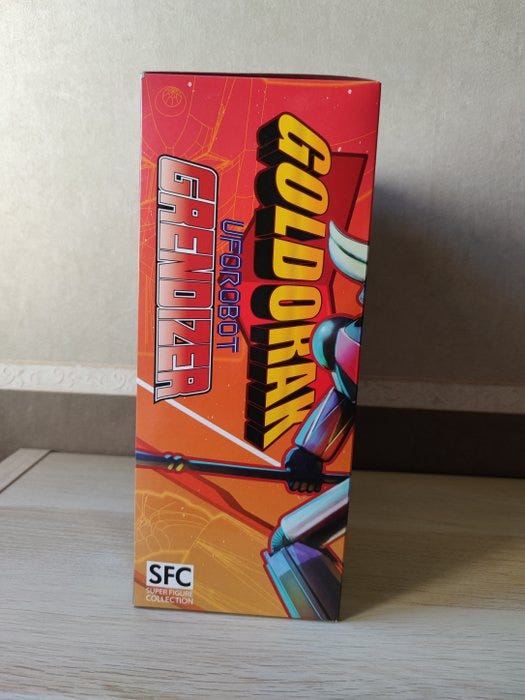 GOLDORAK
UFOROBOT
GRENDIZER
SFC
SUPER FIGURE
COLLECTION